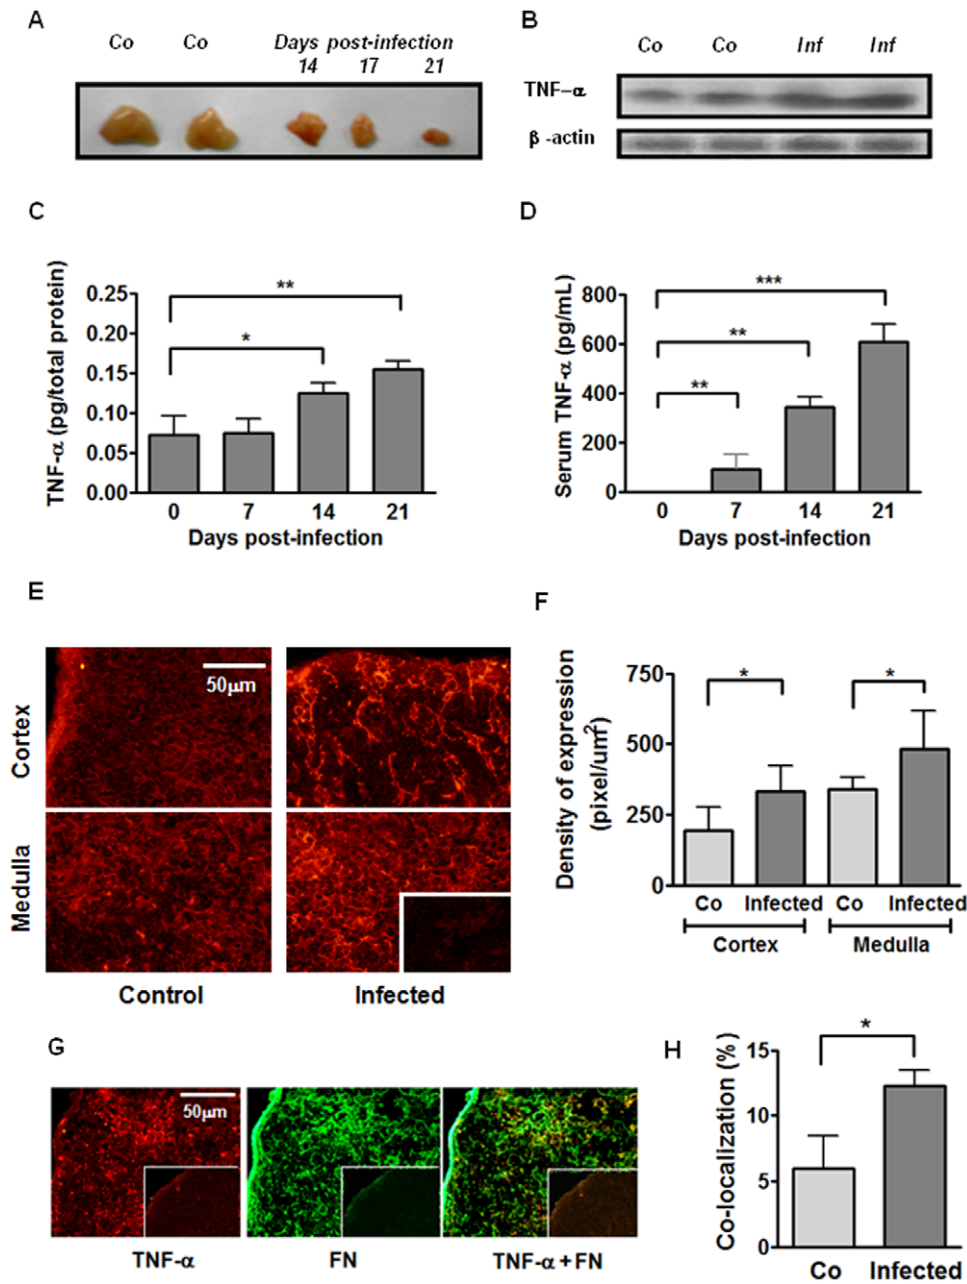 A
Co Co Days post-infection
14 17 21
B
Co Co Inf Inf
TNF-α
β -actin
C
TNF-α (pg/total protein)
**
*
0.25
0.20
0.15
0.10
0.05
0.00
0 7 14 21
Days post-infection
D
Serum TNF-α (pg/mL)
***
**
**
800
600
400
200
0
0 7 14 21
Days post-infection
E
Cortex
50μm
Medulla
Control Infected
F
Density of expression
(pixel/um²)
* *
750
500
250
0
Co Infected Co Infected
Cortex Medulla
G
50μm
TNF-α FN TNF-α+FN
H
Co-localization (%)
*
15
10
5
0
Co Infected